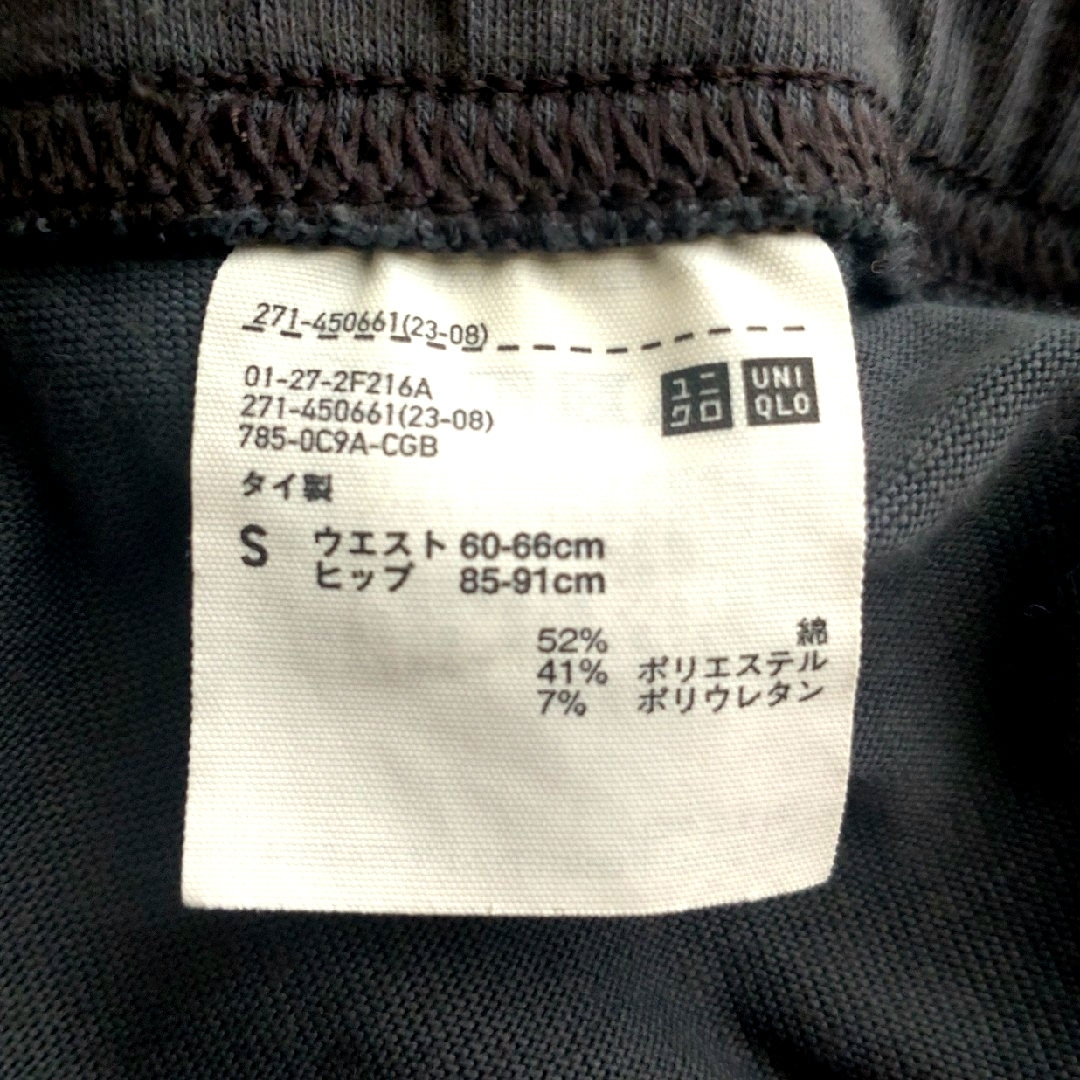 271-450661(23-08)
ユニ
クロ
UNI
QLO
01-27-2F216A
271-450661(23-08)
785-0C9A-CGB
タイ製
S ウエスト 60-66cm
ヒップ 85-91cm
52% 綿
41% ポリエステル
7% ポリウレタン